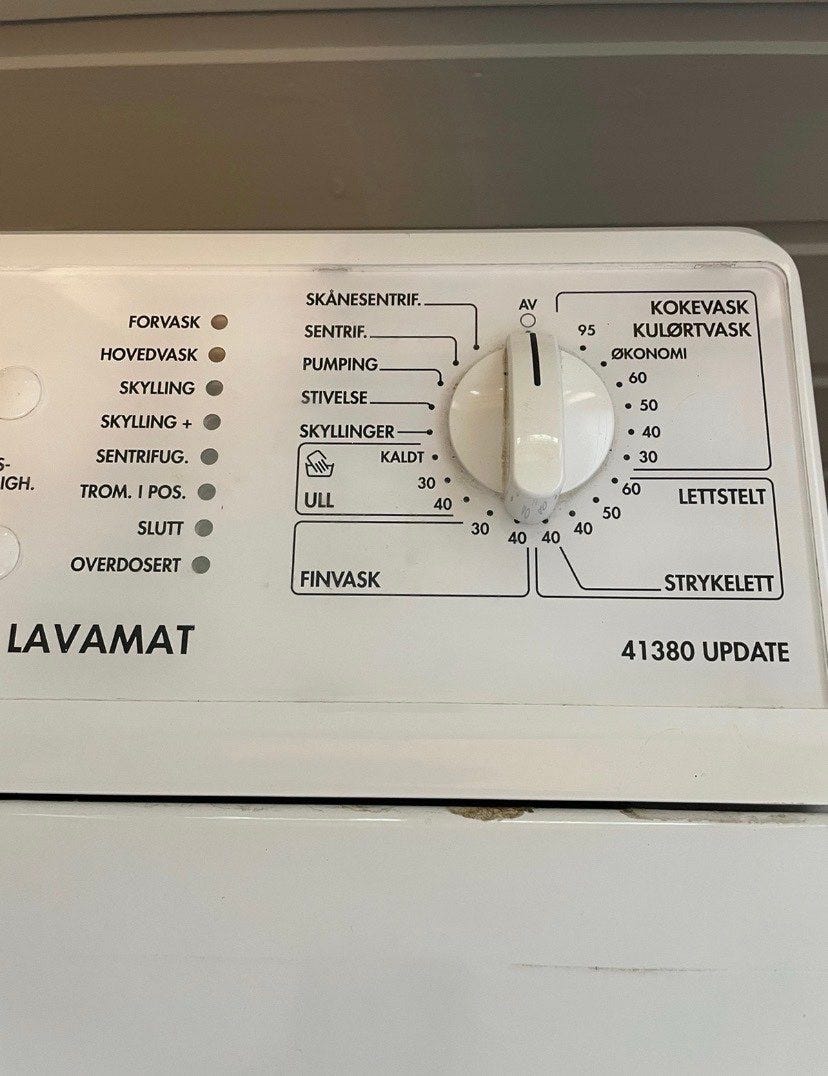 S-
IGH.
FORVASK
HOVEDVASK
SKYLLING
SKYLLING +
SENTRIFUG.
TROM. I POS.
SLUTT
OVERDOSERT
SKÅNESENTRIF.
SENTRIF.
PUMPING
STIVELSE
SKYLLINGER
KALDT
30
40
ULL
30
40
FINVASK
AV
KOKEVASK
KULØRTVASK
95
ØKONOMI
60
50
40
30
60
LETTSTELT
50
40
40
STRYKELETT
LAVAMAT
41380 UPDATE